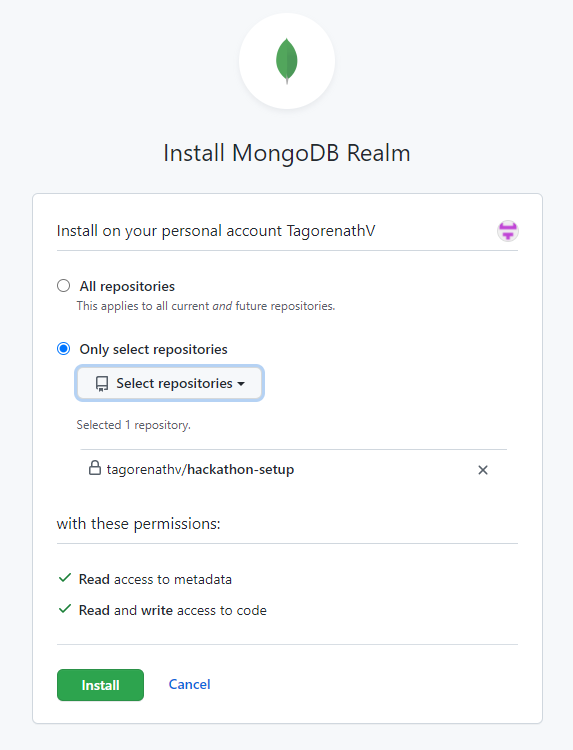 Install MongoDB Realm
Install on your personal account TagorenathV
All repositories
This applies to all current and future repositories.
Only select repositories
Select repositories
Selected 1 repository.
tagorenathv/hackathon-setup
with these permissions:
Read access to metadata
Read and write access to code
Install
Cancel